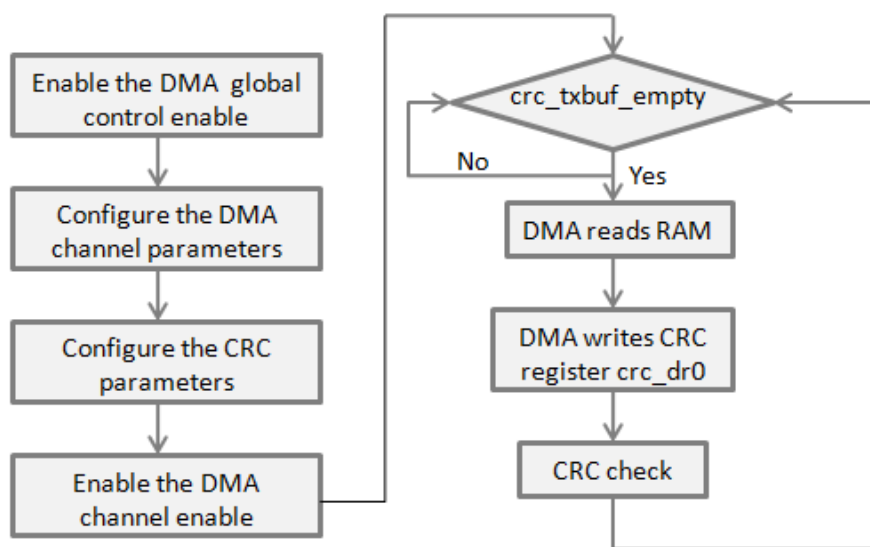 Enable the DMA global
control enable
Configure the DMA
channel parameters
Configure the CRC
parameters
Enable the DMA
channel enable
crc_txbuf_empty
No
Yes
DMA reads RAM
DMA writes CRC
register crc_dr0
CRC check